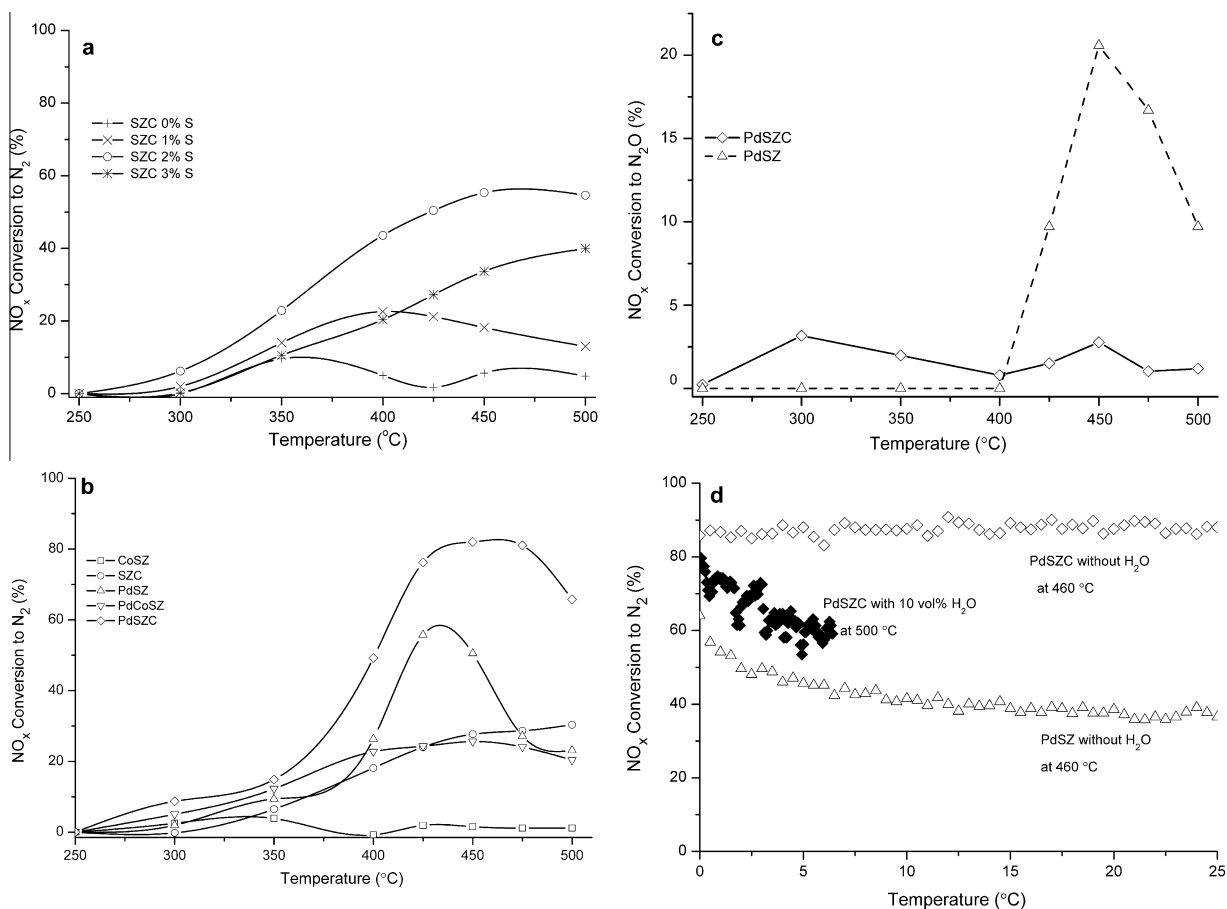 a
100
80
60
40
20
0
NOx Conversion to N2 (%)
SZC 0% S
SZC 1% S
SZC 2% S
SZC 3% S
250 300 350 400 450 500
Temperature (°C)
b
100
80
60
40
20
0
NOx Conversion to N2 (%)
CoSZ
SZC
PdSZ
PdCoSZ
PdSZC
250 300 350 400 450 500
Temperature (°C)
c
20
15
10
5
0
NOx Conversion to N2O (%)
PdSZC
PdSZ
250 300 350 400 450 500
Temperature (°C)
d
100
80
60
40
20
0
NOx Conversion to N2 (%)
PdSZC without H2O
at 460 °C
PdSZC with 10 vol% H2O
at 500 °C
PdSZ without H2O
at 460 °C
0 5 10 15 20 25
Temperature (°C)